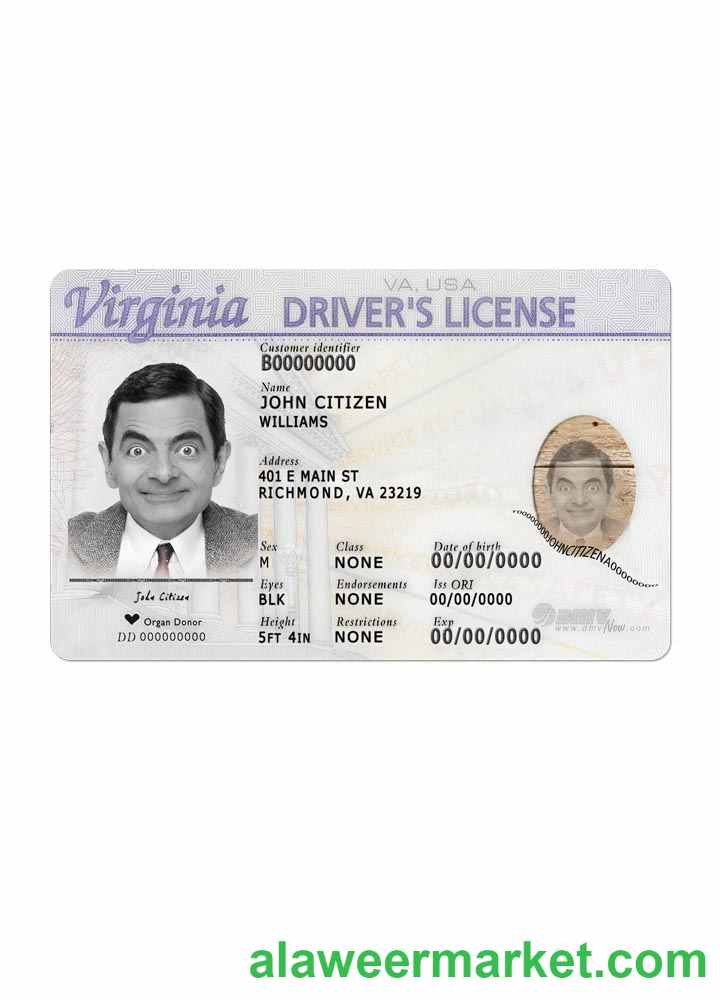 VA, USA
Virginia DRIVER'S LICENSE
Customer identifier
B00000000
Name
JOHN CITIZEN
WILLIAMS
Address
401 E MAIN ST
RICHMOND, VA 23219
Sex Class Date of birth
M NONE 00/00/0000
Eyes Endorsements Iss ORI
BLK NONE 00/00/0000
Height Restrictions Exp
5FT 4IN NONE 00/00/0000
John Citizen
Organ Donor
DD 000000000
DMV
www.dmvNow.com
alaweermarket.com